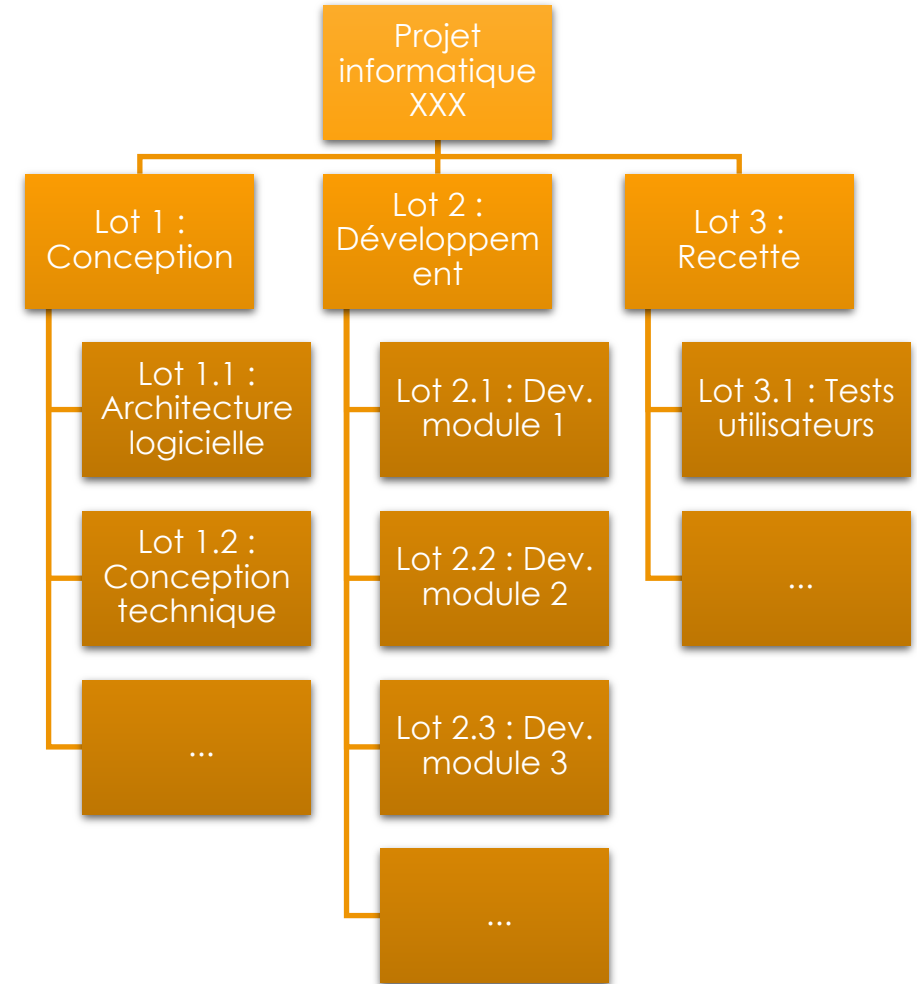 Projet
informatique
XXX
Lot 1 :
Conception
Lot 2 :
Développem
ent
Lot 3 :
Recette
Lot 1.1 :
Architecture
logicielle
Lot 2.1 : Dev.
module 1
Lot 3.1 : Tests
utilisateurs
Lot 1.2 :
Conception
technique
Lot 2.2 : Dev.
module 2
...
...
Lot 2.3 : Dev.
module 3
...